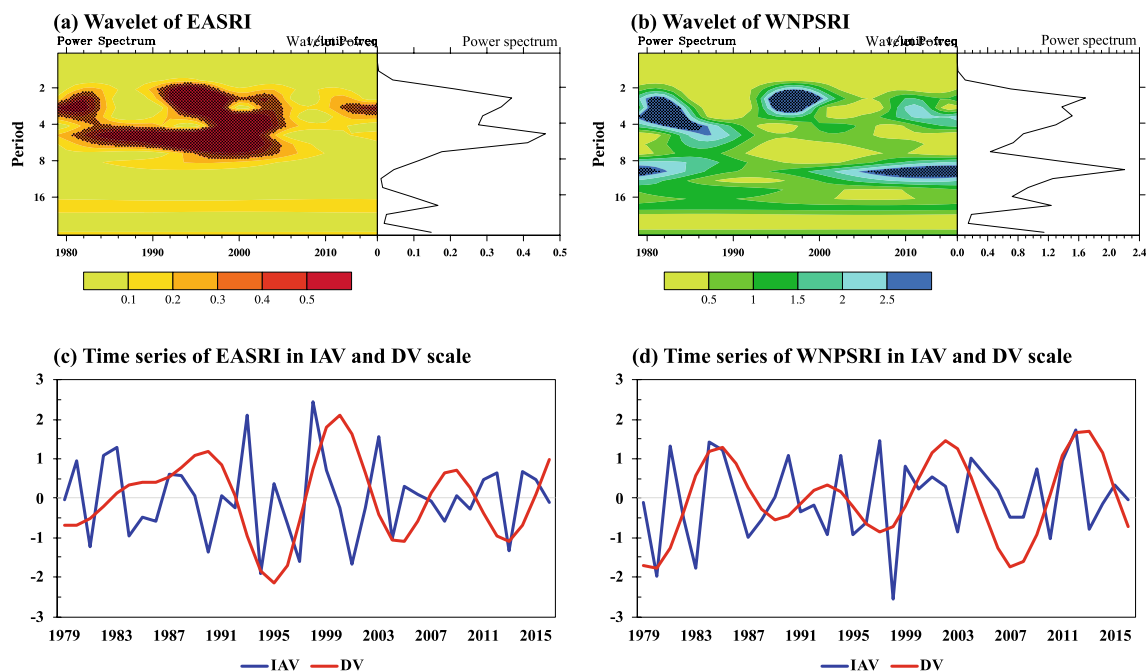 (a) Wavelet of EASRI
Power Spectrum Wavelet Power Power spectrum
2
4
8
16
Period
1980 1990 2000 2010 0 0.1 0.2 0.3 0.4 0.5
0.1 0.2 0.3 0.4 0.5
(b) Wavelet of WNPSRI
Power Spectrum Wavelet Power Power spectrum
2
4
8
16
Period
1980 1990 2000 2010 0.0 0.4 0.8 1.2 1.6 2.0 2.4
0.5 1 1.5 2 2.5
(c) Time series of EASRI in IAV and DV scale
3
2
1
0
-1
-2
-3
1979 1983 1987 1991 1995 1999 2003 2007 2011 2015
IAV DV
(d) Time series of WNPSRI in IAV and DV scale
3
2
1
0
-1
-2
-3
1979 1983 1987 1991 1995 1999 2003 2007 2011 2015
IAV DV